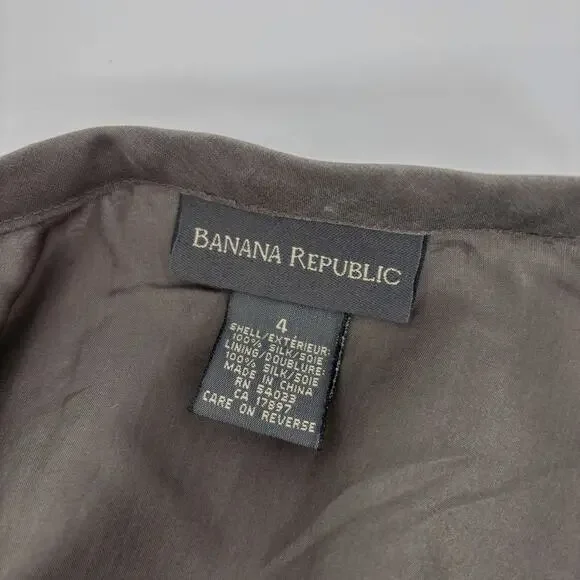 BANANA REPUBLIC
4
SHELL/EXTÉRIEUR:
100% SILK/SOIE
LINING/DOUBLURE:
100% SILK/SOIE
MADE IN CHINA
RN 54023
CA 17897
CARE ON REVERSE